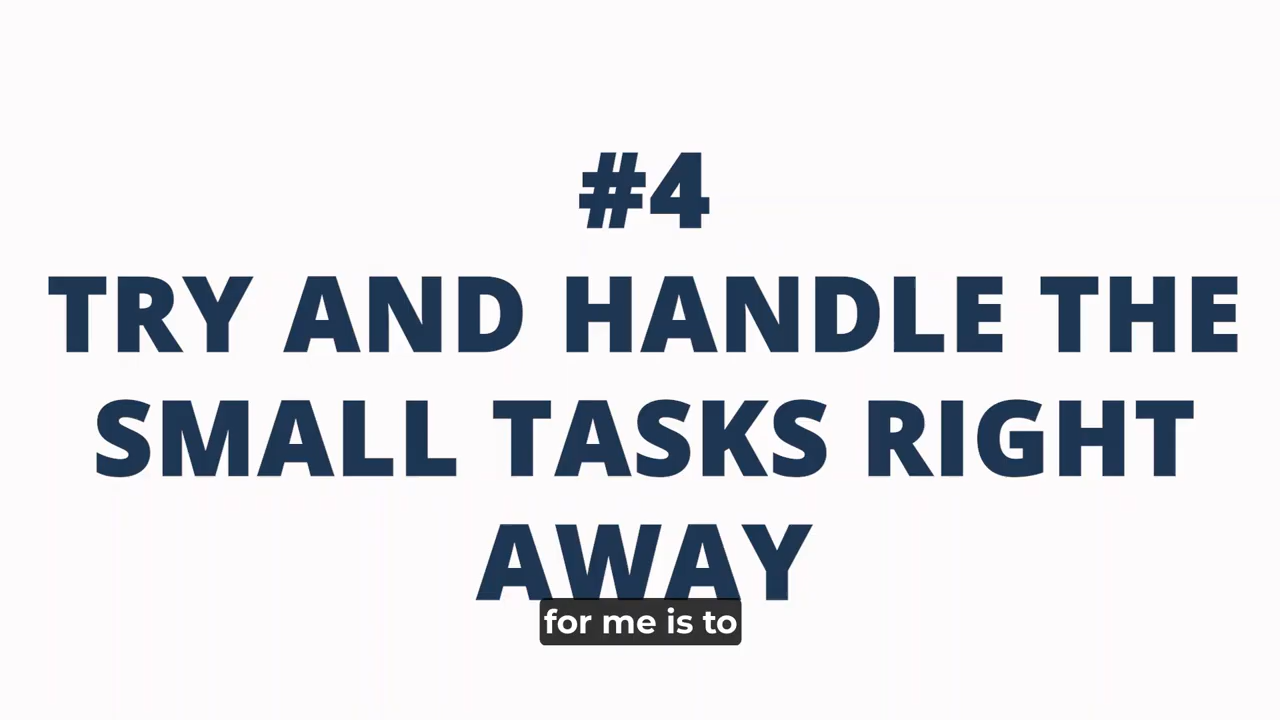 #4
TRY AND HANDLE THE
SMALL TASKS RIGHT
AWAY
for me is to